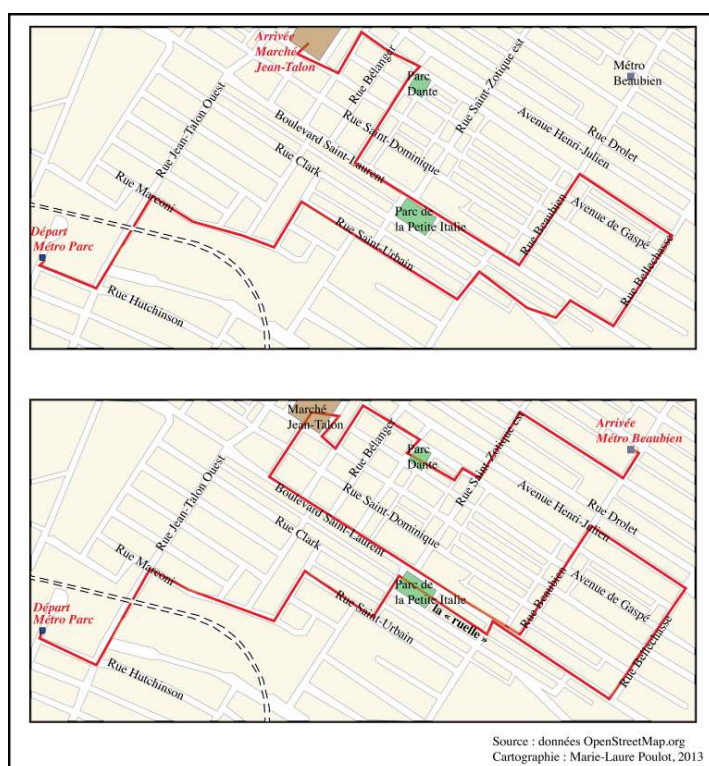 Arrivée
Marché
Jean-Talon
Rue Bélanger
Parc
Dante
Rue Saint-Zotique est
Métro
Beaubien
Rue Jean-Talon Ouest
Boulevard Saint-Laurent
Rue Saint-Dominique
Avenue Henri-Julien
Rue Drolet
Rue Clark
Rue Marconi
Parc de
la Petite Italie
Rue Beaubien
Avenue de Gaspé
Départ
Métro Parc
Rue Saint-Urbain
Rue Bellechasse
Rue Hutchinson
Marché
Jean-Talon
Rue Bélanger
Parc
Dante
Rue Saint-Zotique est
Arrivée
Métro Beaubien
Rue Jean-Talon Ouest
Boulevard Saint-Laurent
Rue Saint-Dominique
Avenue Henri-Julien
Rue Drolet
Rue Clark
Rue Marconi
Parc de
la Petite Italie
la « ruelle »
Rue Beaubien
Avenue de Gaspé
Départ
Métro Parc
Rue Saint-Urbain
Rue Bellechasse
Rue Hutchinson
Source : données OpenStreetMap.org
Cartographie : Marie-Laure Poulot, 2013